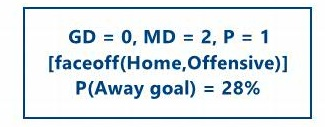 GD = 0, MD = 2, P = 1
[faceoff(Home,Offensive)]
P(Away goal) = 28%